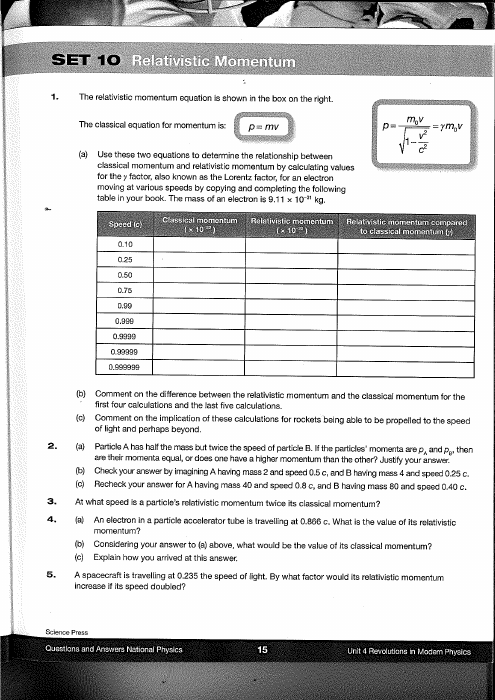 SET 10 Relativistic Momentum
1. The relativistic momentum equation is shown in the box on the right.
The classical equation for momentum is: p = mv
p = m₀v / √(1 − v²/c²) = γm₀v
(a) Use these two equations to determine the relationship between
classical momentum and relativistic momentum by calculating values
for the γ factor, also known as the Lorentz factor, for an electron
moving at various speeds by copying and completing the following
table in your book. The mass of an electron is 9.11 × 10⁻³¹ kg.
Speed (c) Classical momentum Relativistic momentum Relativistic momentum compared
to classical momentum (γ)
0.10
0.25
0.50
0.75
0.99
0.999
0.9999
0.99999
0.999999
(b) Comment on the difference between the relativistic momentum and the classical momentum for the
first four calculations and the last five calculations.
(c) Comment on the implication of these calculations for rockets being able to be propelled to the speed
of light and perhaps beyond.
2. (a) Particle A has half the mass but twice the speed of particle B. If the particles' momenta are pA and pB, then
are their momenta equal, or does one have a higher momentum than the other? Justify your answer.
(b) Check your answer by imagining A having mass 2 and speed 0.5 c, and B having mass 4 and speed 0.25 c.
(c) Recheck your answer for A having mass 40 and speed 0.8 c, and B having mass 80 and speed 0.40 c.
3. At what speed is a particle's relativistic momentum twice its classical momentum?
4. (a) An electron in a particle accelerator tube is travelling at 0.866 c. What is the value of its relativistic
momentum?
(b) Considering your answer to (a) above, what would be the value of its classical momentum?
(c) Explain how you arrived at this answer.
5. A spacecraft is travelling at 0.235 the speed of light. By what factor would its relativistic momentum
increase if its speed doubled?
Science Press
Questions and Answers National Physics 15 Unit 4 Revolutions in Modern Physics